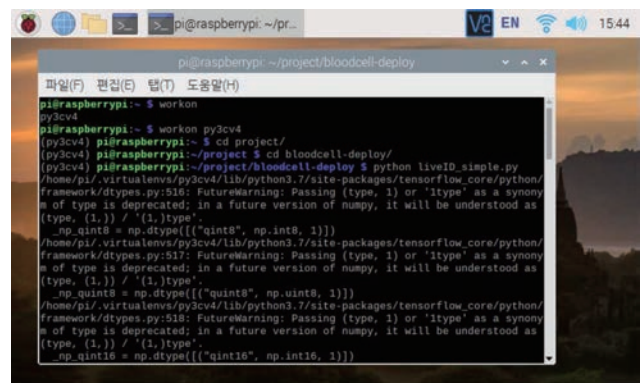 pi@raspberrypi: ~/pr...
V2 EN 15:44
pi@raspberrypi: ~/project/bloodcell-deploy
파일(F) 편집(E) 탭(T) 도움말(H)
pi@raspberrypi:~ $ workon
py3cv4
pi@raspberrypi:~ $ workon py3cv4
(py3cv4) pi@raspberrypi:~ $ cd project/
(py3cv4) pi@raspberrypi:~/project $ cd bloodcell-deploy/
(py3cv4) pi@raspberrypi:~/project/bloodcell-deploy $ python liveID_simple.py
/home/pi/.virtualenvs/py3cv4/lib/python3.7/site-packages/tensorflow_core/python/
framework/dtypes.py:516: FutureWarning: Passing (type, 1) or '1type' as a synony
m of type is deprecated; in a future version of numpy, it will be understood as
(type, (1,)) / '(1,)type'.
_np_qint8 = np.dtype([("qint8", np.int8, 1)])
/home/pi/.virtualenvs/py3cv4/lib/python3.7/site-packages/tensorflow_core/python/
framework/dtypes.py:517: FutureWarning: Passing (type, 1) or '1type' as a synony
m of type is deprecated; in a future version of numpy, it will be understood as
(type, (1,)) / '(1,)type'.
_np_quint8 = np.dtype([("quint8", np.uint8, 1)])
/home/pi/.virtualenvs/py3cv4/lib/python3.7/site-packages/tensorflow_core/python/
framework/dtypes.py:518: FutureWarning: Passing (type, 1) or '1type' as a synony
m of type is deprecated; in a future version of numpy, it will be understood as
(type, (1,)) / '(1,)type'.
_np_qint16 = np.dtype([("qint16", np.int16, 1)])